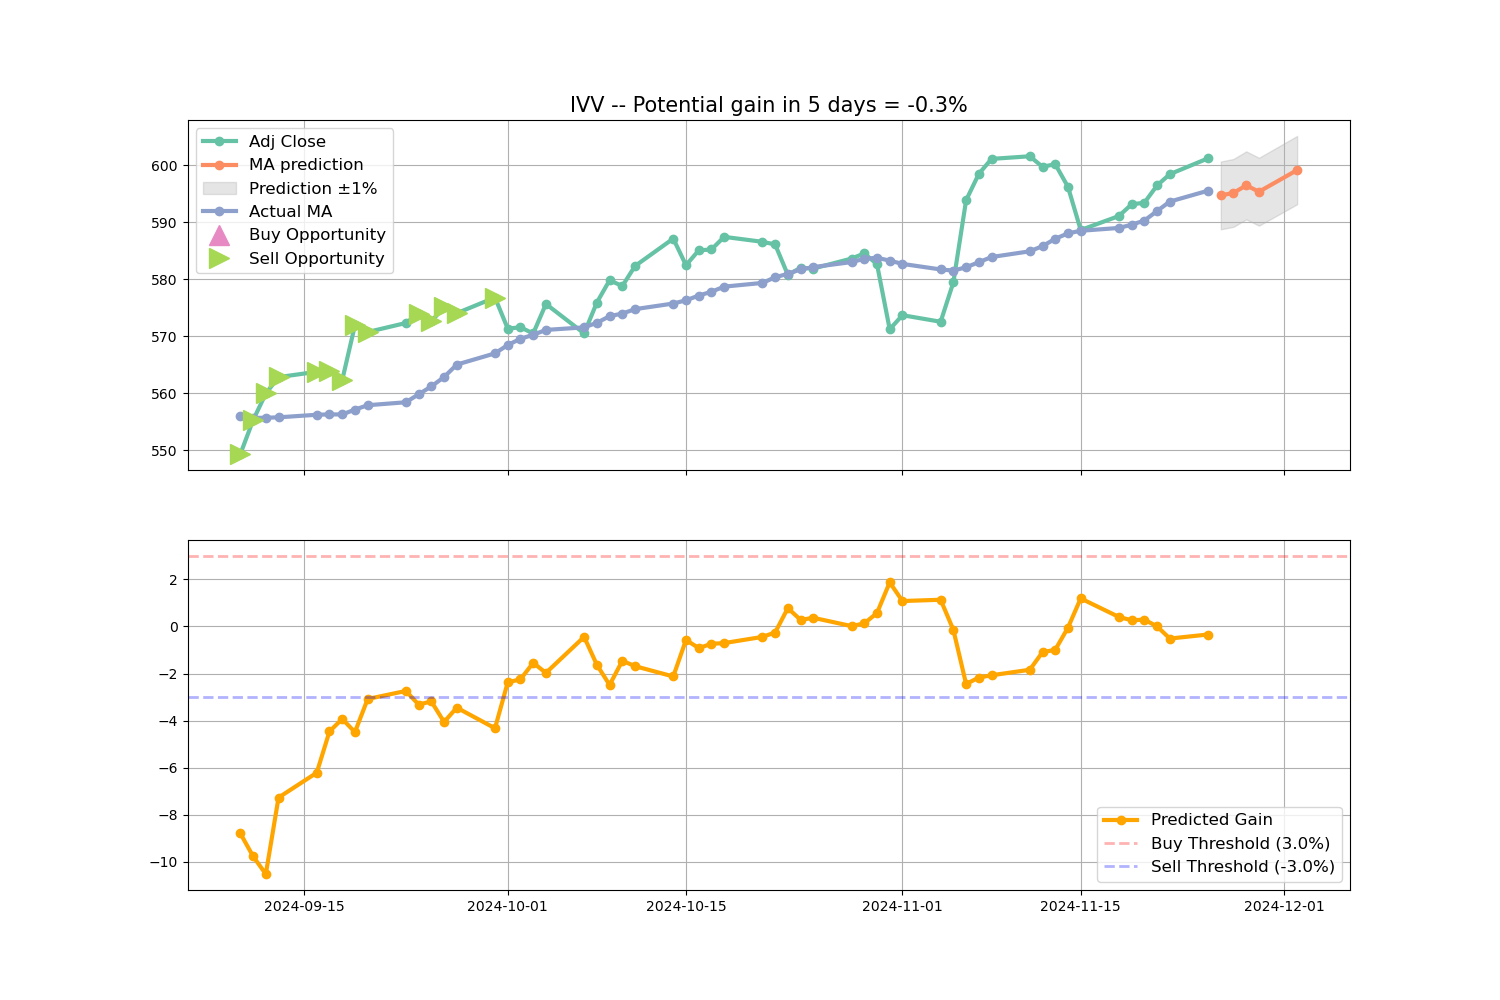 IVV -- Potential gain in 5 days = -0.3%
Adj Close
MA prediction
Prediction ±1%
Actual MA
Buy Opportunity
Sell Opportunity
600
590
580
570
560
550
2
0
−2
−4
−6
−8
−10
Predicted Gain
Buy Threshold (3.0%)
Sell Threshold (-3.0%)
2024-09-15 2024-10-01 2024-10-15 2024-11-01 2024-11-15 2024-12-01